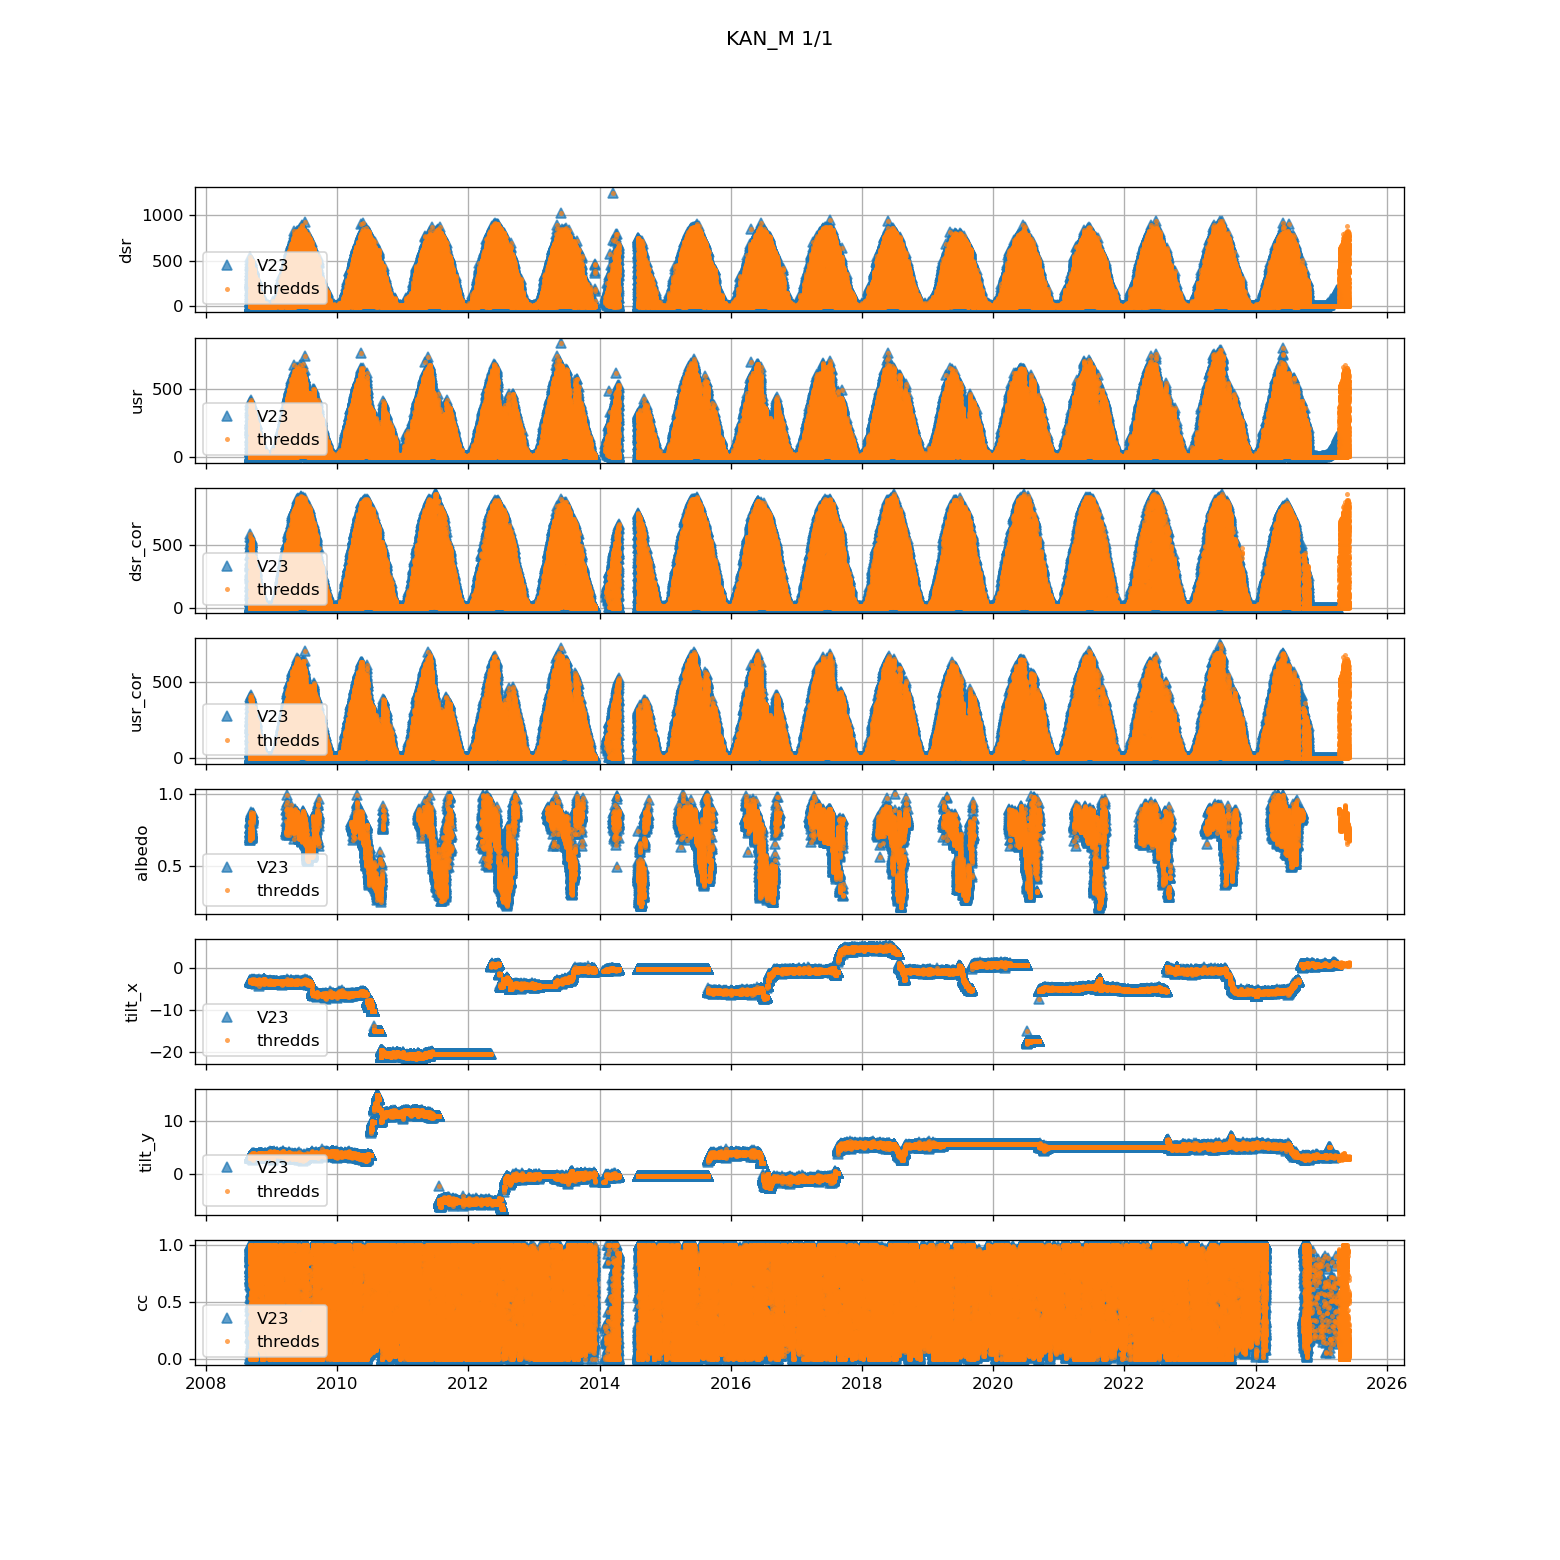 KAN_M 1/1
dsr
1000
500
0
V23
thredds
usr
500
0
V23
thredds
dsr_cor
500
0
V23
thredds
usr_cor
500
0
V23
thredds
albedo
1.0
0.5
V23
thredds
tilt_x
0
−10
−20
V23
thredds
tilt_y
10
0
V23
thredds
cc
1.0
0.5
0.0
V23
thredds
2008 2010 2012 2014 2016 2018 2020 2022 2024 2026